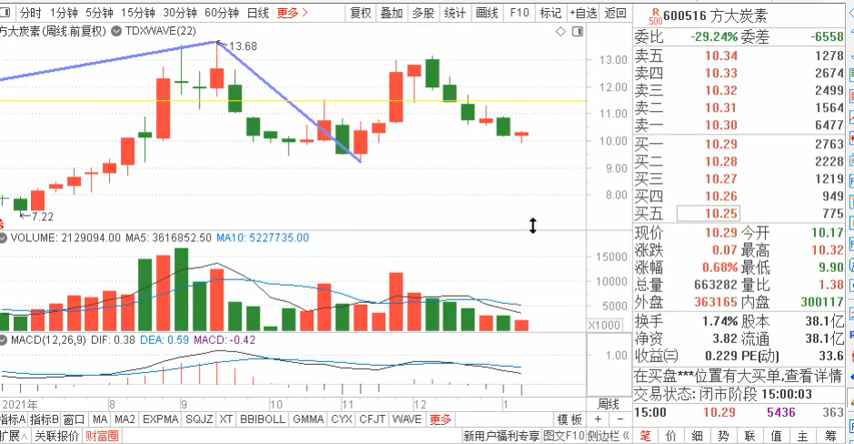 分时 1分钟 5分钟 15分钟 30分钟 60分钟 日线 更多 复权 叠加 多股 统计 画线 F10 标记 +自选 返回
R 500 600516 方大炭素
方大炭素(周线.前复权) TDXWAVE(22)
13.68
13.00
12.00
11.00
10.00
9.00
8.00
7.22
委比 -29.24% 委差 -6558
卖五 10.34 1278
卖四 10.33 2674
卖三 10.32 2499
卖二 10.31 1564
卖一 10.30 6477
买一 10.29 2763
买二 10.28 2228
买三 10.27 1219
买四 10.26 949
买五 10.25 775
现价 10.29 今开 10.17
涨跌 0.07 最高 10.32
涨幅 0.68% 最低 9.90
总量 663282 量比 1.38
外盘 363165 内盘 300117
换手 1.74% 股本 38.1亿
净资 3.82 流通 38.1亿
收益㈢ 0.229 PE(动) 33.6
在买盘***位置有大买单,查看详情
交易状态: 闭市阶段 15:00:03
15:00 10.29 5436 363
笔 价 细 势 联 值 主 筹
VOLUME: 2129094.00 MA5: 3616852.50 MA10: 5227735.00
15000
10000
5000
X1000
MACD(12,26,9) DIF: 0.38 DEA: 0.59 MACD: -0.42
1.00
2021年 8 9 10 11 12 1 周线
指标A 指标B 窗口 MA MA2 EXPMA SQJZ XT BBIBOLL GMMA CYX CFJT WAVE 更多 模板 + −
扩展∧ 关联报价 财富圈 新用户福利专享 图文F10 侧边栏《